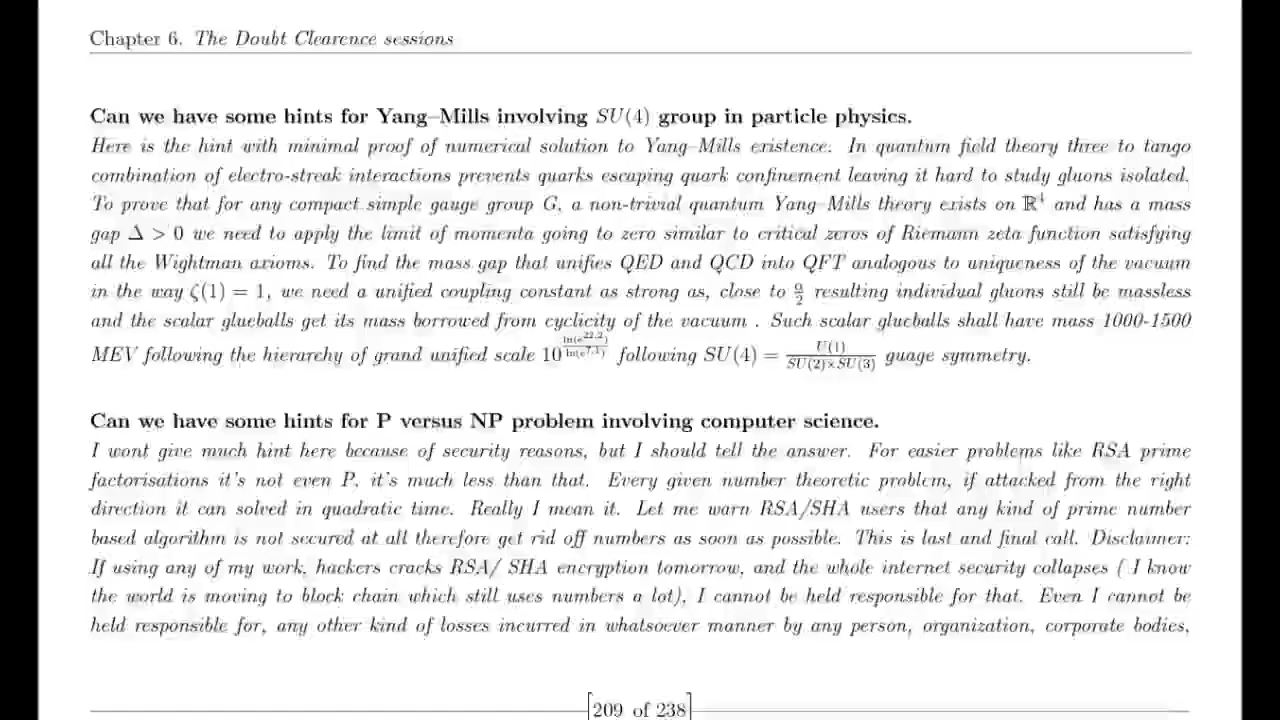 Chapter 6. The Doubt Clearence sessions
Can we have some hints for Yang–Mills involving SU(4) group in particle physics.
Here is the hint with minimal proof of numerical solution to Yang–Mills existence: In quantum field theory three to tango
combination of electro-streak interactions prevents quarks escaping quark confinement leaving it hard to study gluons isolated.
To prove that for any compact simple gauge group G, a non-trivial quantum Yang–Mills theory exists on ℝ⁴ and has a mass
gap Δ > 0 we need to apply the limit of momenta going to zero similar to critical zeros of Riemann zeta function satisfying
all the Wightman axioms. To find the mass gap that unifies QED and QCD into QFT analogous to uniqueness of the vacuum
in the way ζ(1) = 1, we need a unified coupling constant as strong as, close to α/2 resulting individual gluons still be massless
and the scalar glueballs get its mass borrowed from cyclicity of the vacuum . Such scalar glueballs shall have mass 1000-1500
MEV following the hierarchy of grand unified scale 10^(ln(e^22.2)/ln(e^7.1)) following SU(4) = U(1)/(SU(2)×SU(3)) guage symmetry.
Can we have some hints for P versus NP problem involving computer science.
I wont give much hint here because of security reasons, but I should tell the answer. For easier problems like RSA prime
factorisations it's not even P, it's much less than that. Every given number theoretic problem, if attacked from the right
direction it can solved in quadratic time. Really I mean it. Let me warn RSA/SHA users that any kind of prime number
based algorithm is not secured at all therefore get rid off numbers as soon as possible. This is last and final call. Disclaimer:
If using any of my work, hackers cracks RSA/ SHA encryption tomorrow, and the whole internet security collapses ( I know
the world is moving to block chain which still uses numbers a lot), I cannot be held responsible for that. Even I cannot be
held responsible for, any other kind of losses incurred in whatsoever manner by any person, organization, corporate bodies,
[209 of 238]